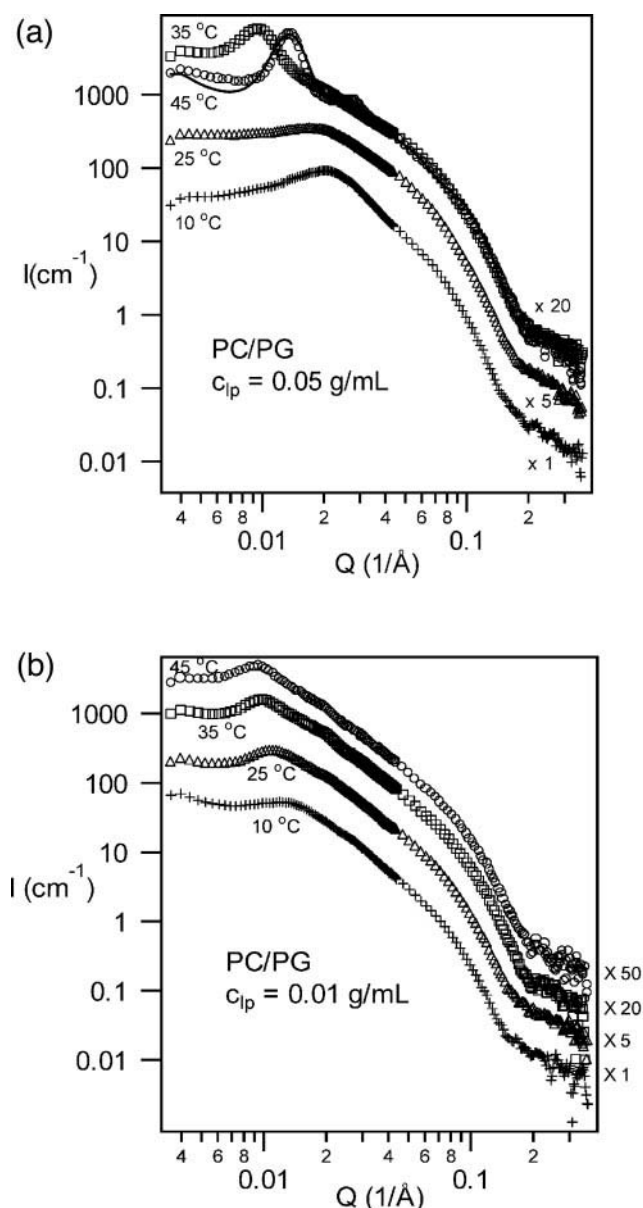 (a)
35 °C
45 °C
25 °C
10 °C
1000
100
10
1
0.1
0.01
I(cm⁻¹)
x 20
x 5
x 1
PC/PG
c_lp = 0.05 g/mL
4 6 8 2 4 6 8 2
0.01 0.1
Q (1/Å)
(b)
45 °C
35 °C
25 °C
10 °C
1000
100
10
1
0.1
0.01
I (cm⁻¹)
PC/PG
c_lp = 0.01 g/mL
X 50
X 20
X 5
X 1
4 6 8 2 4 6 8 2
0.01 0.1
Q (1/Å)